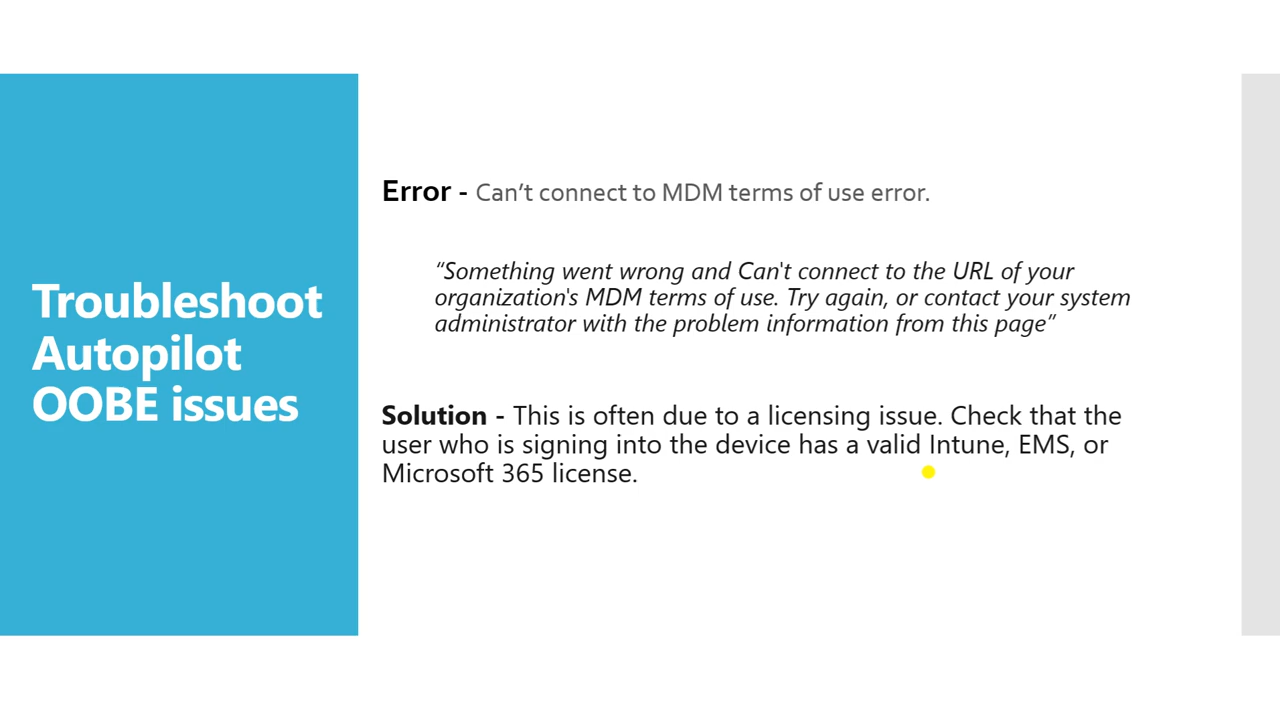 Troubleshoot
Autopilot
OOBE issues
Error - Can’t connect to MDM terms of use error.
“Something went wrong and Can't connect to the URL of your
organization's MDM terms of use. Try again, or contact your system
administrator with the problem information from this page”
Solution - This is often due to a licensing issue. Check that the
user who is signing into the device has a valid Intune, EMS, or
Microsoft 365 license.